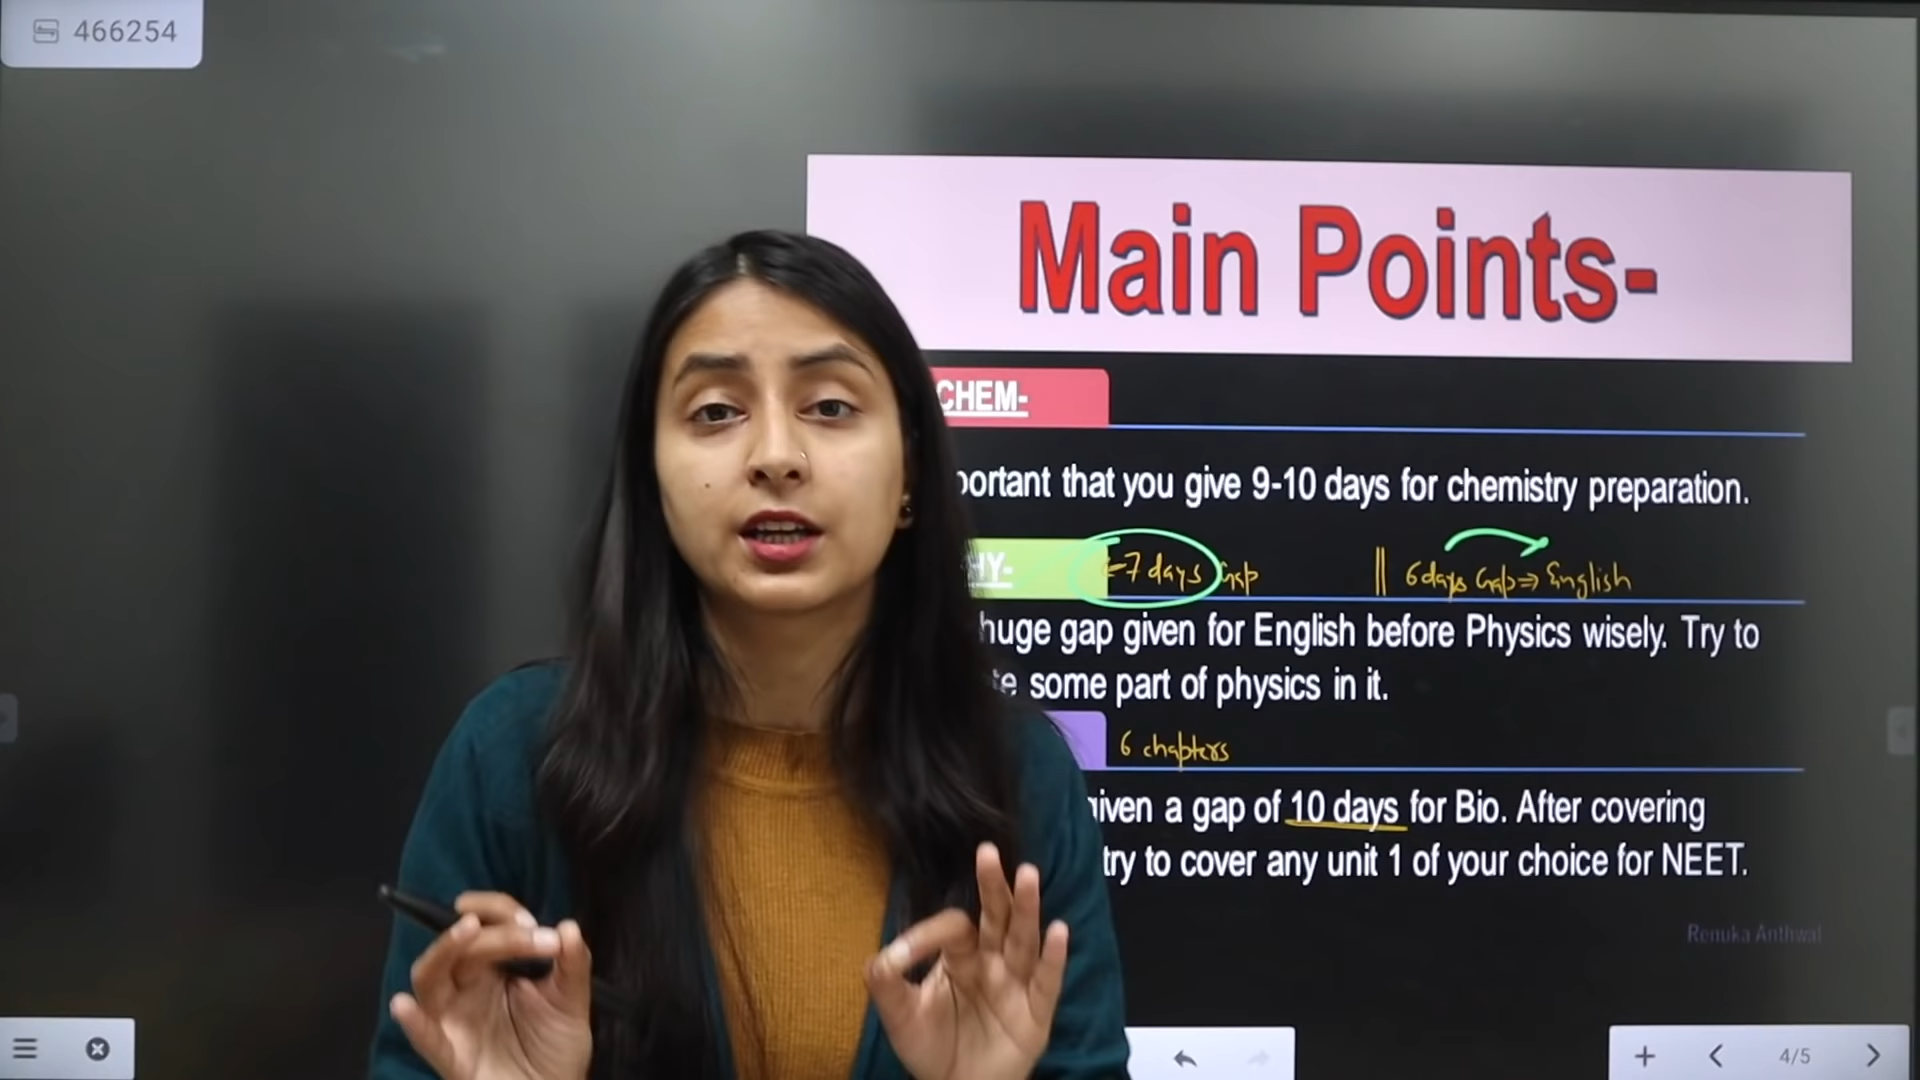 466254
Main Points-
CHEM-
portant that you give 9-10 days for chemistry preparation.
HY- 7 days Gap || 6 days Gap ⇒ English
huge gap given for English before Physics wisely. Try to
te some part of physics in it.
6 chapters
given a gap of 10 days for Bio. After covering
try to cover any unit 1 of your choice for NEET.
Renuka Anthwal
4/5